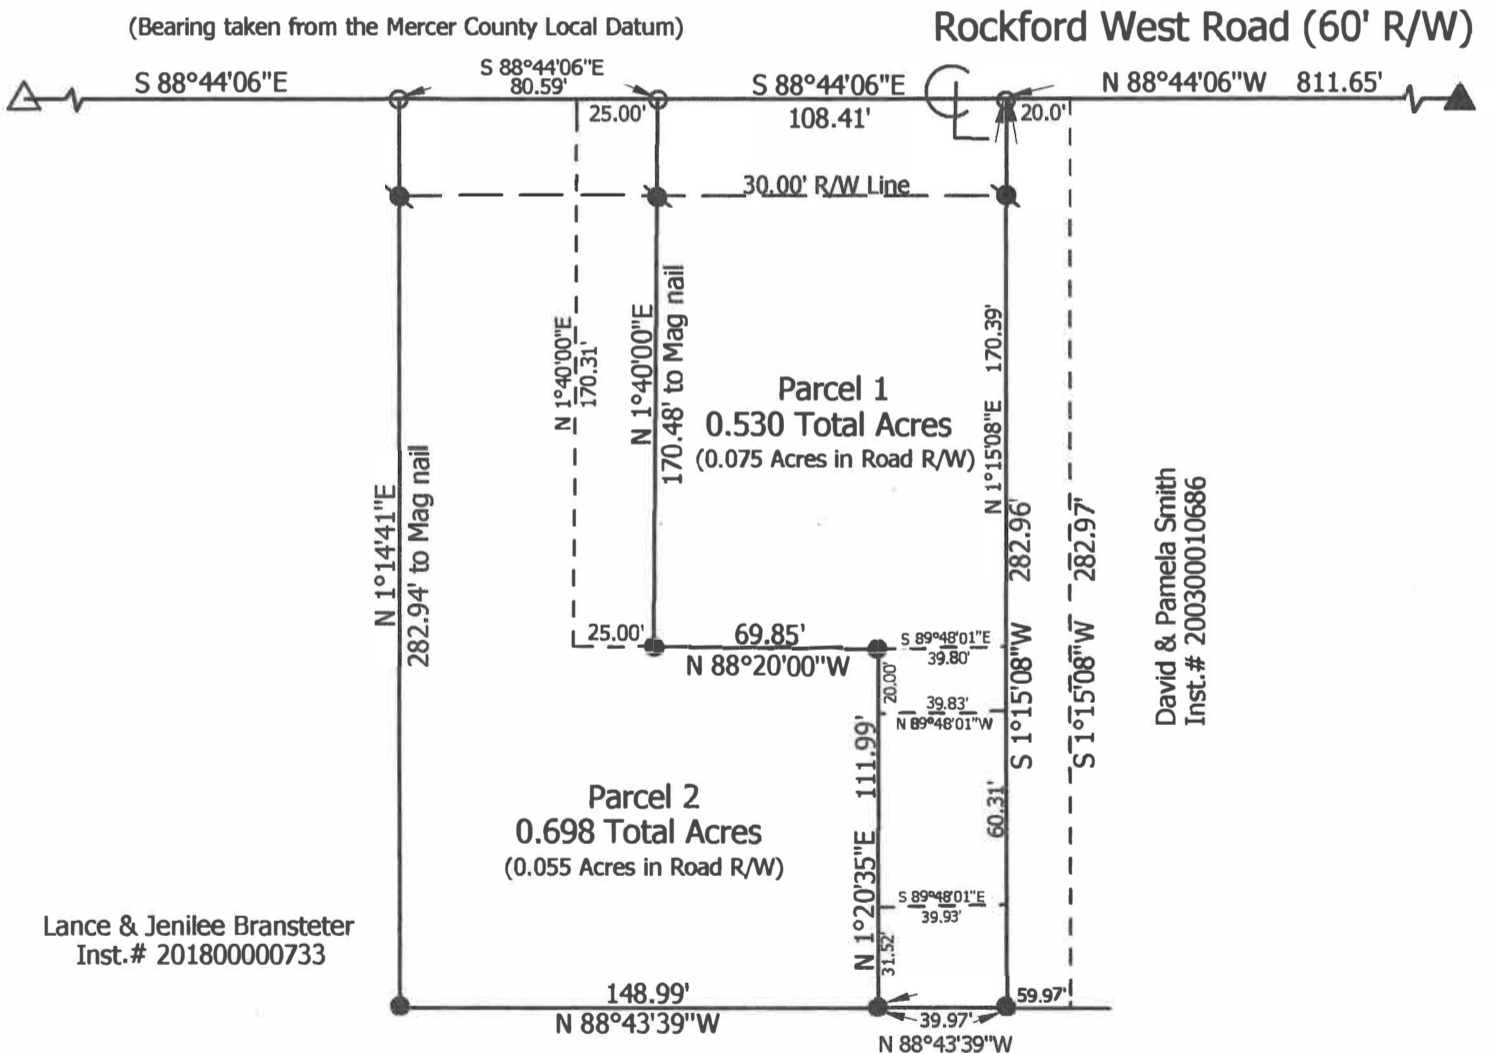 (Bearing taken from the Mercer County Local Datum)
Rockford West Road (60' R/W)
S 88°44'06"E
S 88°44'06"E
80.59'
S 88°44'06"E
108.41'
CL
N 88°44'06"W 811.65'
25.00'
20.0'
30.00' R/W Line
N 1°40'00"E
170.31'
N 1°40'00"E
170.48' to Mag nail
Parcel 1
0.530 Total Acres
(0.075 Acres in Road R/W)
N 1°15'08"E 170.39'
N 1°14'41"E
282.94' to Mag nail
S 1°15'08"W 282.96'
S 1°15'08"W 282.97'
David & Pamela Smith
Inst.# 200300010686
25.00'
69.85'
N 88°20'00"W
S 89°48'01"E
39.80'
20.00'
39.83'
N 89°48'01"W
N 1°20'35"E 111.99'
60.31'
Parcel 2
0.698 Total Acres
(0.055 Acres in Road R/W)
S 89°48'01"E
39.93'
31.52'
Lance & Jenilee Bransteter
Inst.# 201800000733
148.99'
N 88°43'39"W
59.97'
39.97'
N 88°43'39"W